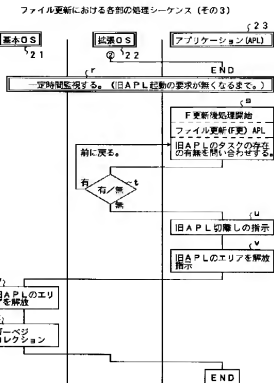 ファイル更新における各部の処理シーケンス（その３）
基本OS
21
拡張OS
② 22
アプリケーション(APL)
23
END
r
一定時間監視する。（旧APL起動の要求が無くなるまで。）
s
F更新後処理開始
ファイル更新(F更)APL
旧APLのタスクの存在
の有無を問い合わせする。
前に戻る。
有
有／無
t
無
u
旧APL切離しの指示
v
旧APLのエリアを解放
指示
旧APLのエリ
アを解放
ガーベジ
コレクション
END